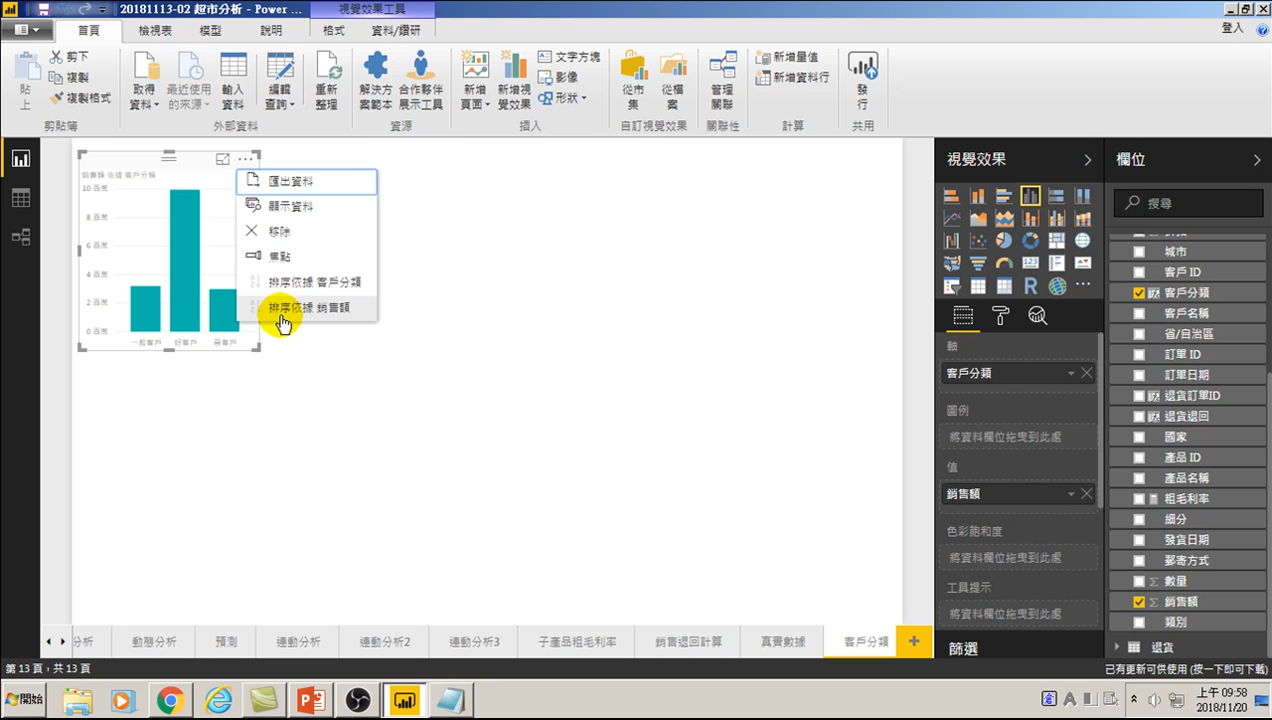 20181113-02 超市分析 - Power ...
視覺效果工具
首頁
檢視表
模型
說明
格式
資料/鑽研
登入
貼上
剪下
複製
複製格式
剪貼簿
取得資料
最近使用的來源
輸入資料
編輯查詢
重新整理
外部資料
解決方案範本
合作夥伴展示工具
資源
新增頁面
新增視覺效果
文字方塊
影像
形狀
插入
從市集
從檔案
自訂視覺效果
管理關聯
關聯性
新增量值
新增資料行
計算
發行
共用
銷售額 依據 客戶分類
10 百萬
8 百萬
6 百萬
4 百萬
2 百萬
0 百萬
一般客戶
好客戶
惡客戶
匯出資料
顯示資料
移除
焦點
排序依據 客戶分類
排序依據 銷售額
視覺效果
軸
客戶分類
圖例
將資料欄位拖曳到此處
值
銷售額
色彩飽和度
將資料欄位拖曳到此處
工具提示
將資料欄位拖曳到此處
篩選
欄位
搜尋
城市
客戶 ID
客戶分類
客戶名稱
省/自治區
訂單 ID
訂單日期
退貨訂單ID
退貨退回
國家
產品 ID
產品名稱
粗毛利率
細分
發貨日期
郵寄方式
數量
銷售額
類別
退貨
分析
動態分析
預測
連動分析
連動分析2
連動分析3
子產品粗毛利率
銷售退回計算
真實數據
客戶分類
第 13 頁，共 13 頁
已有更新可供使用 (按一下即可下載)
開始
上午 09:58
2018/11/20